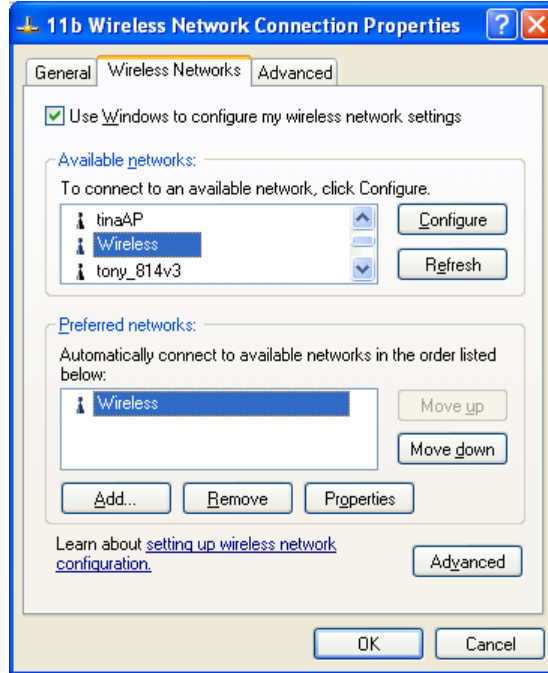 11b Wireless Network Connection Properties
General Wireless Networks Advanced
Use Windows to configure my wireless network settings
Available networks:
To connect to an available network, click Configure.
tinaAP
Wireless
tony_814v3
Configure
Refresh
Preferred networks:
Automatically connect to available networks in the order listed
below:
Wireless
Move up
Move down
Add... Remove Properties
Learn about setting up wireless network
configuration.
Advanced
OK Cancel